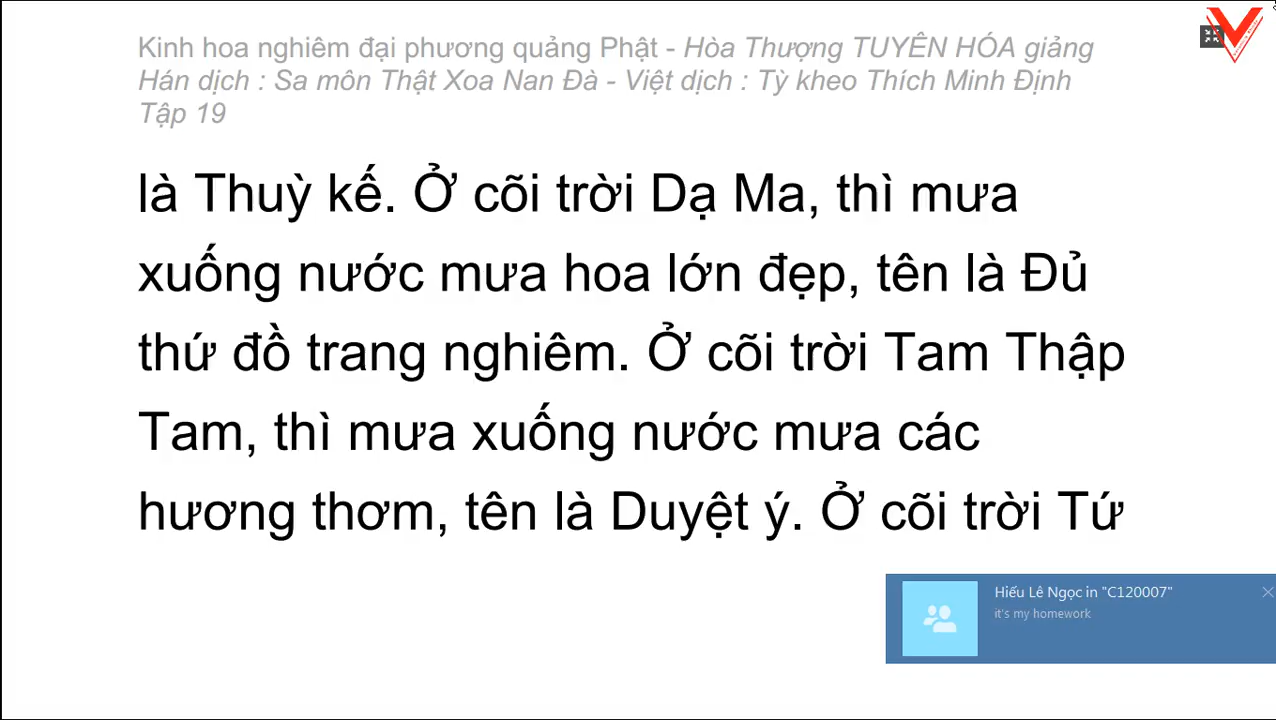 Kinh hoa nghiêm đại phương quảng Phật - Hòa Thượng TUYÊN HÓA giảng
Hán dịch : Sa môn Thật Xoa Nan Đà - Việt dịch : Tỳ kheo Thích Minh Định
Tập 19
là Thuỳ kế. Ở cõi trời Dạ Ma, thì mưa
xuống nước mưa hoa lớn đẹp, tên là Đủ
thứ đồ trang nghiêm. Ở cõi trời Tam Thập
Tam, thì mưa xuống nước mưa các
hương thơm, tên là Duyệt ý. Ở cõi trời Tứ
Hiếu Lê Ngọc in "C120007"
it's my homework